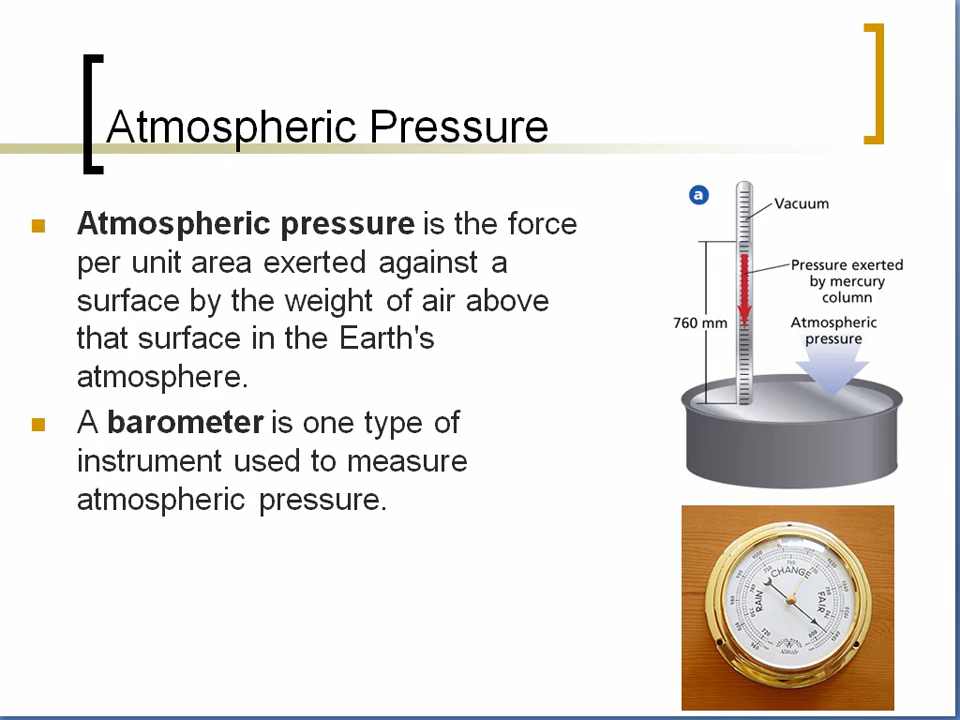 Atmospheric Pressure
Atmospheric pressure is the force
per unit area exerted against a
surface by the weight of air above
that surface in the Earth's
atmosphere.
A barometer is one type of
instrument used to measure
atmospheric pressure.
a
Vacuum
Pressure exerted
by mercury
column
760 mm
Atmospheric
pressure
RAIN
CHANGE
FAIR